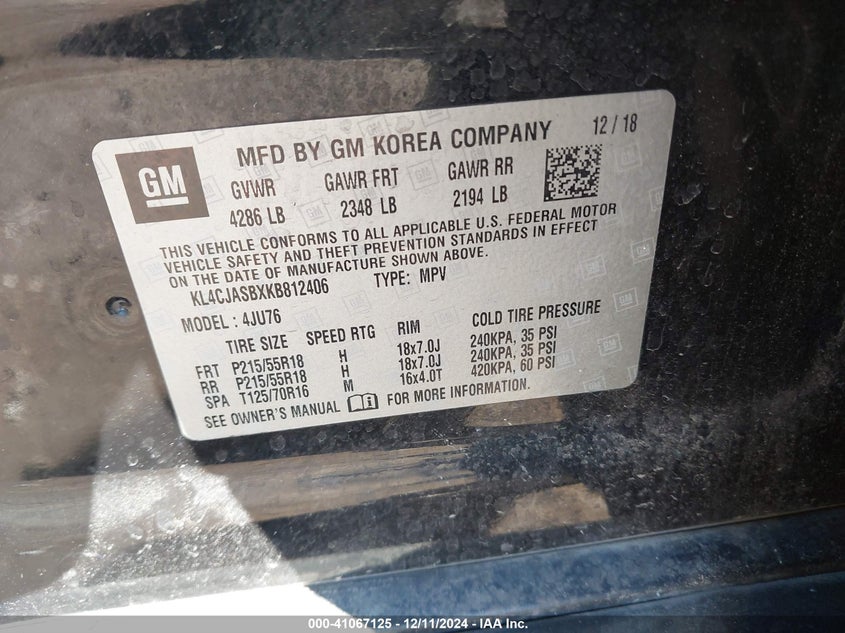 GM
MFD BY GM KOREA COMPANY 12 / 18
GVWR GAWR FRT GAWR RR
4286 LB 2348 LB 2194 LB
THIS VEHICLE CONFORMS TO ALL APPLICABLE U.S. FEDERAL MOTOR
VEHICLE SAFETY AND THEFT PREVENTION STANDARDS IN EFFECT
ON THE DATE OF MANUFACTURE SHOWN ABOVE.
KL4CJASBXKB812406 TYPE: MPV
MODEL : 4JU76
TIRE SIZE SPEED RTG RIM COLD TIRE PRESSURE
FRT P215/55R18 H 18x7.0J 240KPA, 35 PSI
RR P215/55R18 H 18x7.0J 240KPA, 35 PSI
SPA T125/70R16 M 16x4.0T 420KPA, 60 PSI
SEE OWNER'S MANUAL FOR MORE INFORMATION.
000-41067125 - 12/11/2024 - IAA Inc.